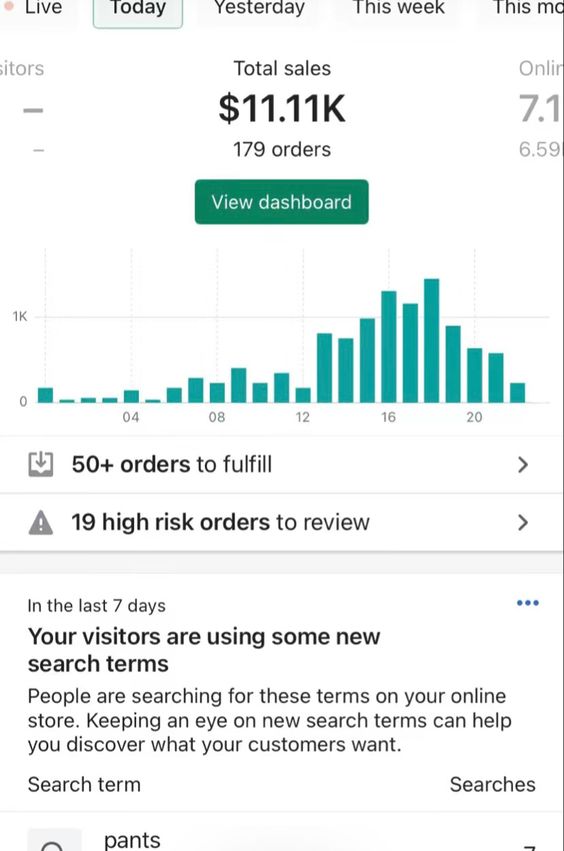 Live Today Yesterday This week This mo
sitors Total sales Onlin
– $11.11K 7.1
– 179 orders 6.59
View dashboard
1K
0
04 08 12 16 20
50+ orders to fulfill
19 high risk orders to review
In the last 7 days
Your visitors are using some new
search terms
People are searching for these terms on your online
store. Keeping an eye on new search terms can help
you discover what your customers want.
Search term Searches
pants 7